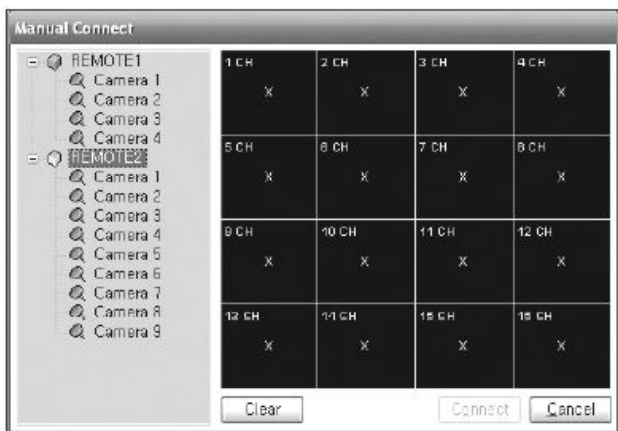 Manual Connect
REMOTE1
Camera 1
Camera 2
Camera 3
Camera 4
REMOTE2
Camera 1
Camera 2
Camera 3
Camera 4
Camera 5
Camera 6
Camera 7
Camera 8
Camera 9
1 CH 2 CH 3 CH 4 CH
X X X X
5 CH 6 CH 7 CH 8 CH
X X X X
9 CH 10 CH 11 CH 12 CH
X X X X
13 CH 14 CH 15 CH 16 CH
X X X X
Clear Connect Cancel